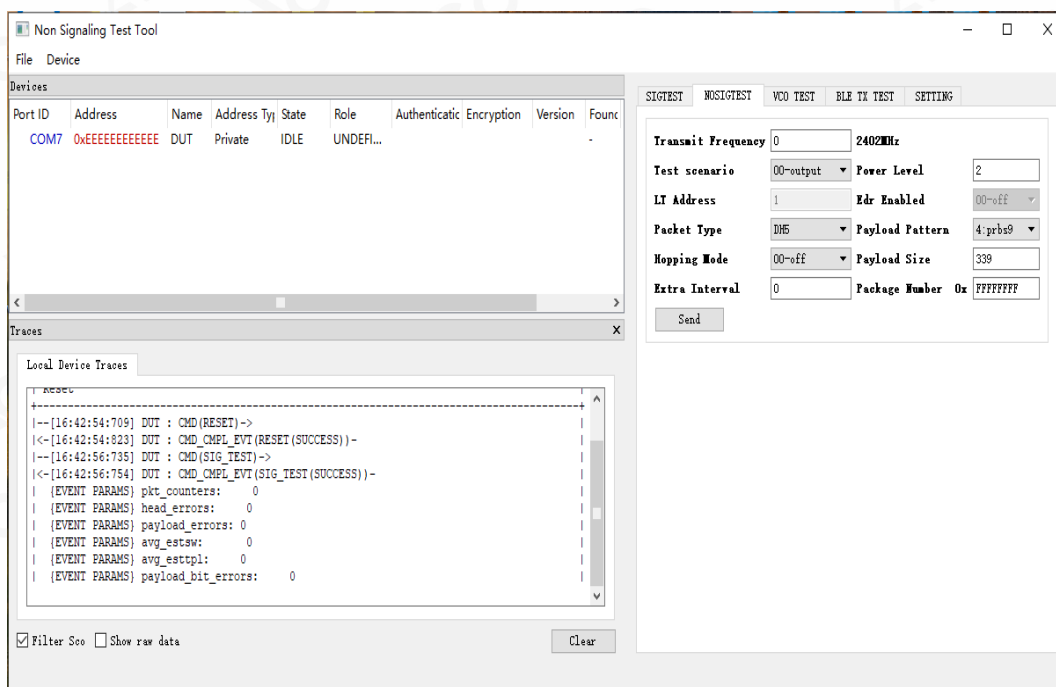 Non Signaling Test Tool
File Device
Devices
Port ID Address Name Address Ty State Role Authenticatic Encryption Version Found
COM7 0xEEEEEEEEEEEE DUT Private IDLE UNDEFI... -
Traces X
Local Device Traces
| Reset |
+--------------------------------------------------------------------------------+
|--[16:42:54:709] DUT : CMD(RESET)-> |
|<-[16:42:54:823] DUT : CMD_CMPL_EVT(RESET(SUCCESS))- |
|--[16:42:56:735] DUT : CMD(SIG_TEST)-> |
|<-[16:42:56:754] DUT : CMD_CMPL_EVT(SIG_TEST(SUCCESS))- |
| {EVENT PARAMS} pkt_counters: 0 |
| {EVENT PARAMS} head_errors: 0 |
| {EVENT PARAMS} payload_errors: 0 |
| {EVENT PARAMS} avg_estsw: 0 |
| {EVENT PARAMS} avg_esttpl: 0 |
| {EVENT PARAMS} payload_bit_errors: 0 |
Filter Sco Show raw data Clear
SIGTEST NOSIGTEST VCO TEST BLE TX TEST SETTING
Transmit Frequency 0 2402MHz
Test scenario 00-output Power Level 2
LT Address 1 Edr Enabled 00-off
Packet Type DH5 Payload Pattern 4:prbs9
Hopping Mode 00-off Payload Size 339
Extra Interval 0 Package Number 0x FFFFFFFF
Send